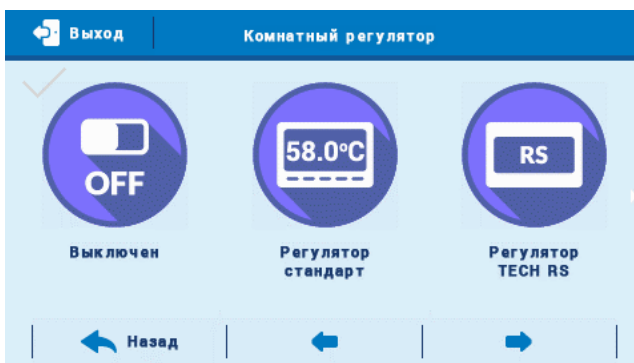 Выход
Комнатный регулятор
OFF
58.0°C
RS
Выключен
Регулятор
стандарт
Регулятор
TECH RS
Назад